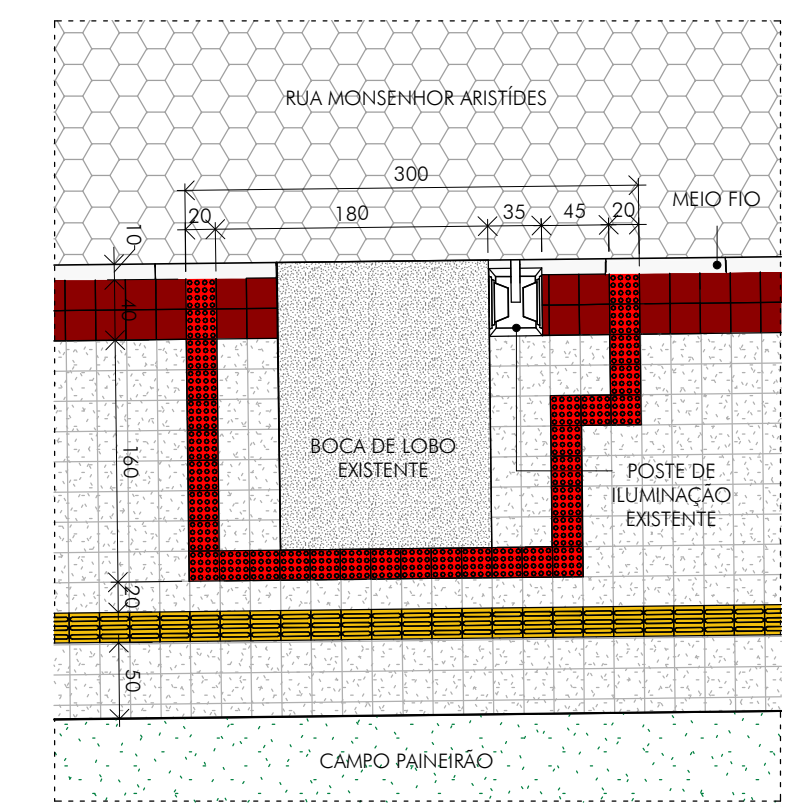 RUA MONSENHOR ARISTÍDES
300
MEIO FIO
20
180
35
45
20
10
40
160
BOCA DE LOBO
EXISTENTE
POSTE DE
ILUMINAÇÃO
EXISTENTE
20
50
CAMPO PAINEIRÃO